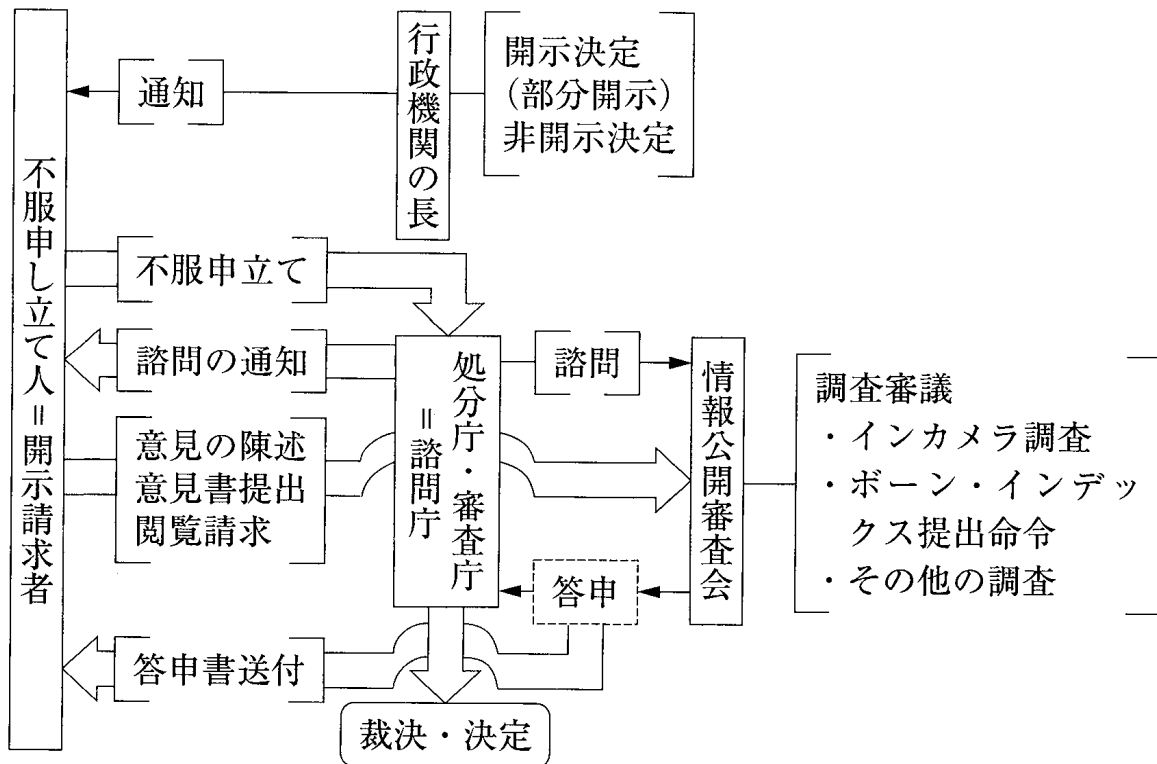 行政機関の長
開示決定
(部分開示)
非開示決定
通知
不服申し立て人=開示請求者
不服申立て
諮問の通知
処分庁・審査庁
=諮問庁
諮問
情報公開審査会
調査審議
・インカメラ調査
・ボーン・インデッ
クス提出命令
・その他の調査
意見の陳述
意見書提出
閲覧請求
答申
答申書送付
裁決・決定